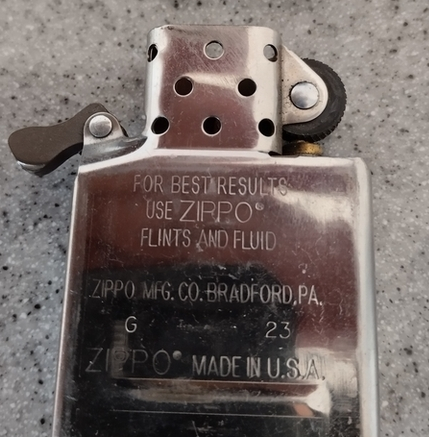 FOR BEST RESULTS
USE ZIPPO®
FLINTS AND FLUID
ZIPPO MFG. CO. BRADFORD, PA.
G 23
ZIPPO® MADE IN U.S.A.